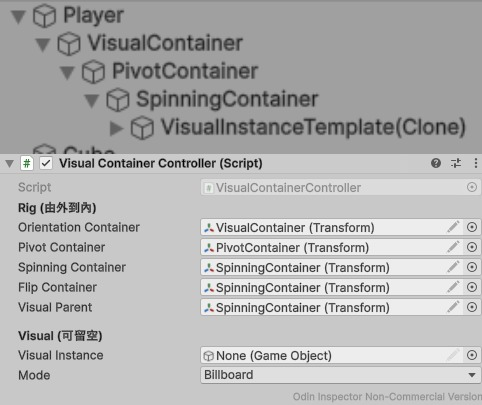 Player
VisualContainer
PivotContainer
SpinningContainer
VisualInstanceTemplate(Clone)
# Visual Container Controller (Script)
Script # VisualContainerController
Rig (由外到內)
Orientation Container VisualContainer (Transform)
Pivot Container PivotContainer (Transform)
Spinning Container SpinningContainer (Transform)
Flip Container SpinningContainer (Transform)
Visual Parent SpinningContainer (Transform)
Visual (可留空)
Visual Instance None (Game Object)
Mode Billboard
Odin Inspector Non-Commercial Version